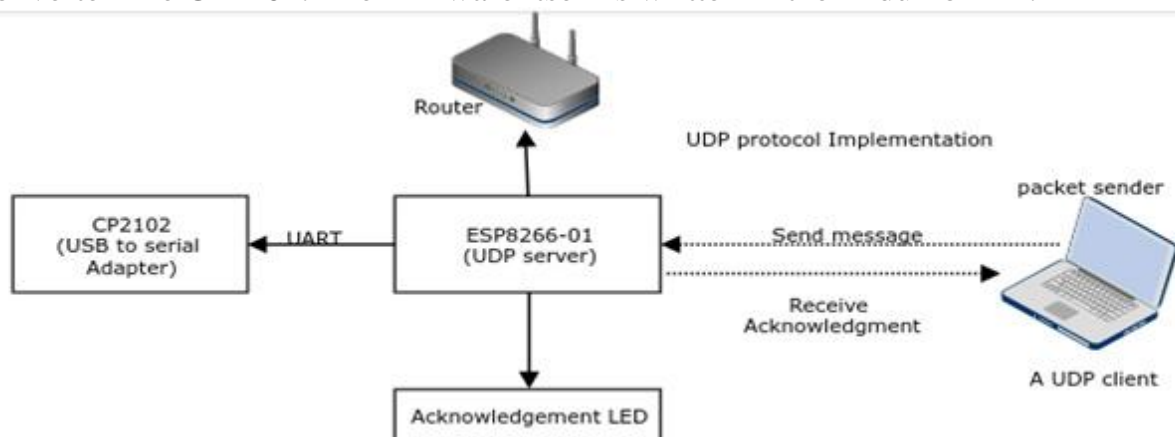 Router
UDP protocol Implementation
packet sender
CP2102
(USB to serial
Adapter)
UART
ESP8266-01
(UDP server)
Send message
Receive
Acknowledgment
A UDP client
Acknowledgement LED